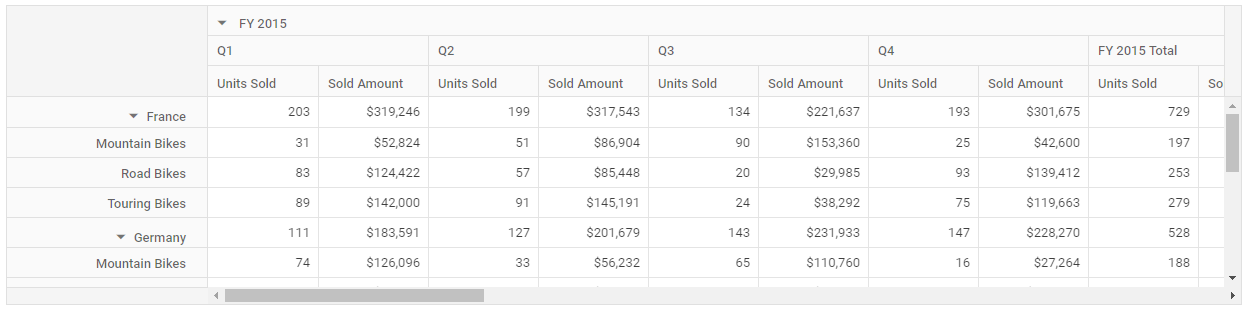 FY 2015
Q1 Q2 Q3 Q4 FY 2015 Total
Units Sold Sold Amount Units Sold Sold Amount Units Sold Sold Amount Units Sold Sold Amount Units Sold So
France 203 $319,246 199 $317,543 134 $221,637 193 $301,675 729
Mountain Bikes 31 $52,824 51 $86,904 90 $153,360 25 $42,600 197
Road Bikes 83 $124,422 57 $85,448 20 $29,985 93 $139,412 253
Touring Bikes 89 $142,000 91 $145,191 24 $38,292 75 $119,663 279
Germany 111 $183,591 127 $201,679 143 $231,933 147 $228,270 528
Mountain Bikes 74 $126,096 33 $56,232 65 $110,760 16 $27,264 188